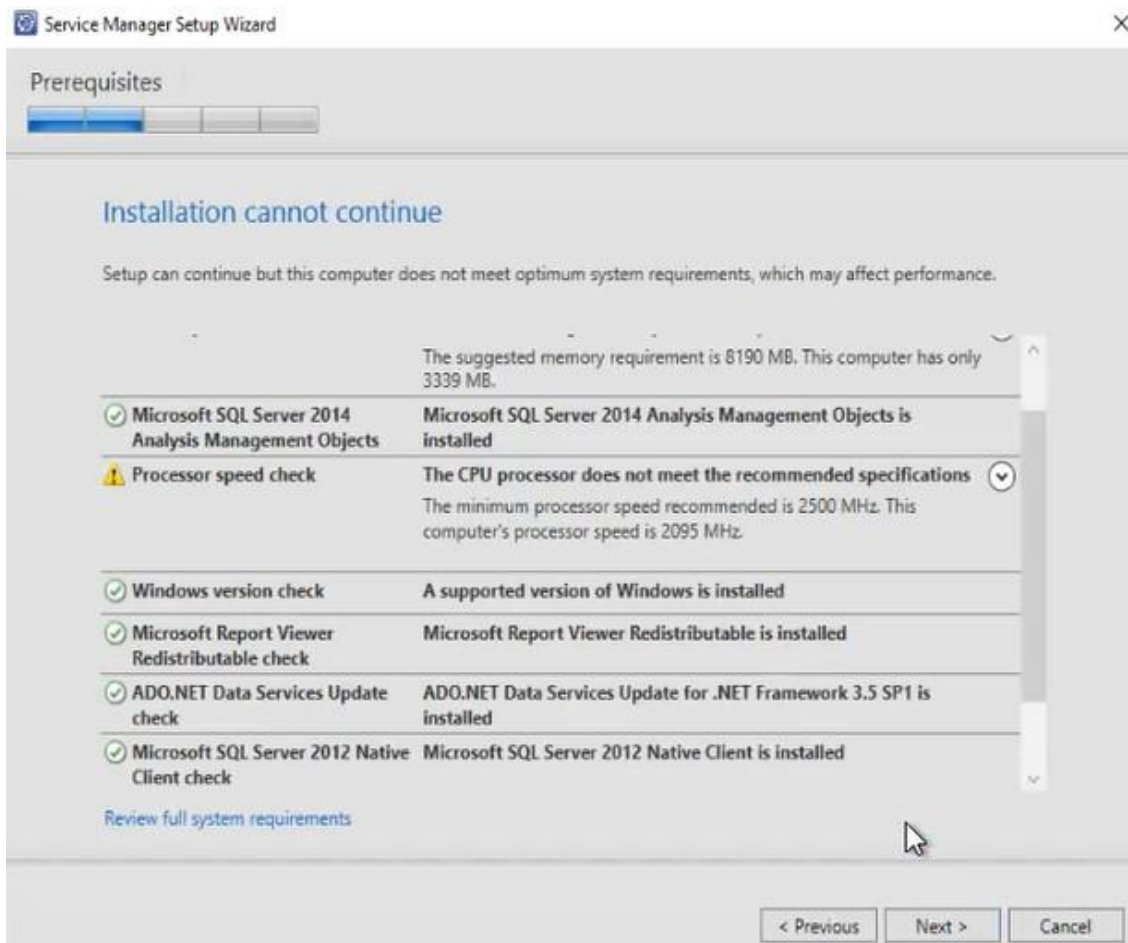 Service Manager Setup Wizard
Prerequisites
Installation cannot continue
Setup can continue but this computer does not meet optimum system requirements, which may affect performance.
The suggested memory requirement is 8190 MB. This computer has only
3339 MB.
Microsoft SQL Server 2014
Analysis Management Objects
Microsoft SQL Server 2014 Analysis Management Objects is
installed
Processor speed check
The CPU processor does not meet the recommended specifications
The minimum processor speed recommended is 2500 MHz. This
computer's processor speed is 2095 MHz.
Windows version check
A supported version of Windows is installed
Microsoft Report Viewer
Redistributable check
Microsoft Report Viewer Redistributable is installed
ADO.NET Data Services Update
check
ADO.NET Data Services Update for .NET Framework 3.5 SP1 is
installed
Microsoft SQL Server 2012 Native
Client check
Microsoft SQL Server 2012 Native Client is installed
Review full system requirements
< Previous
Next >
Cancel